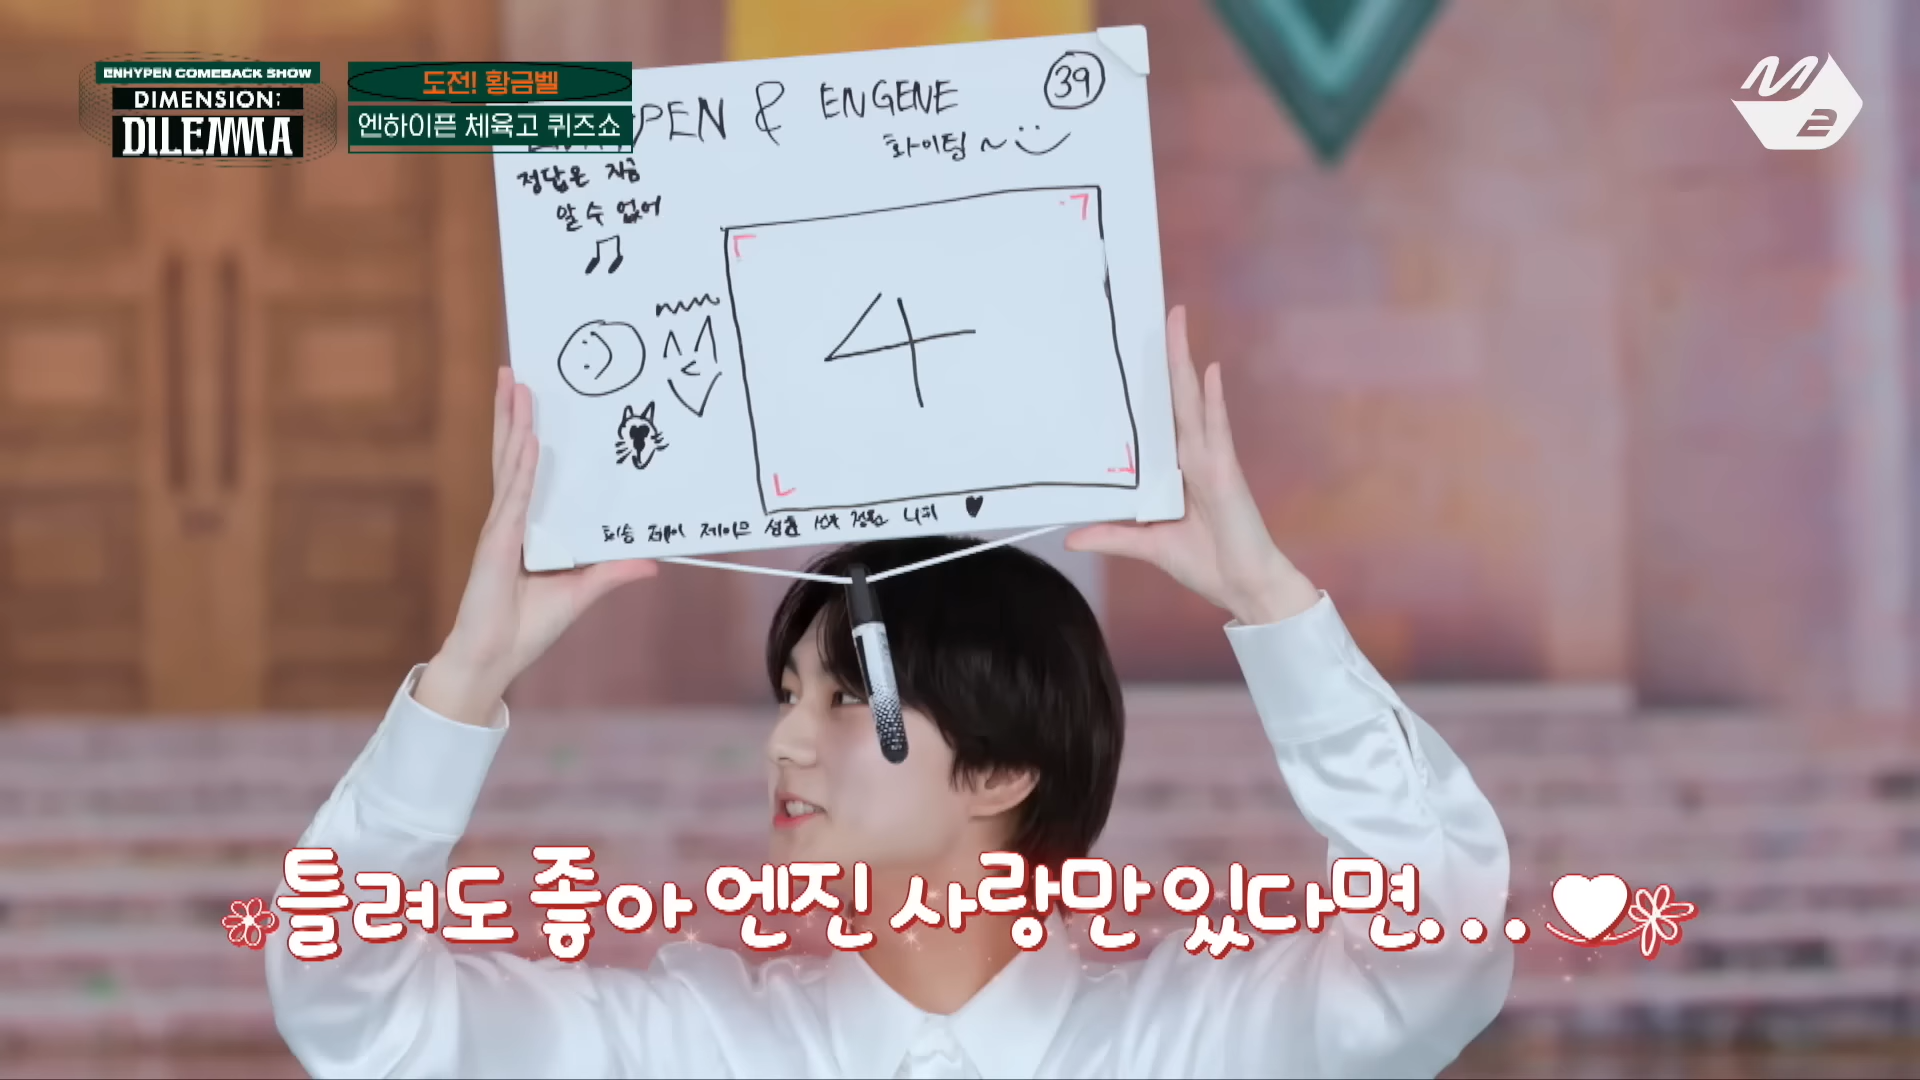 ENHYPEN COMEBACK SHOW
DIMENSION:
DILEMMA
도전! 황금벨
엔하이픈 체육고 퀴즈쇼
M2
PEN & ENGENE
39
화이팅~
정답은 지금
알 수 없어
4
희승 제이 제이크 성훈 선우 정원 니키 ♥
틀려도 좋아 엔진 사랑만 있다면...♥